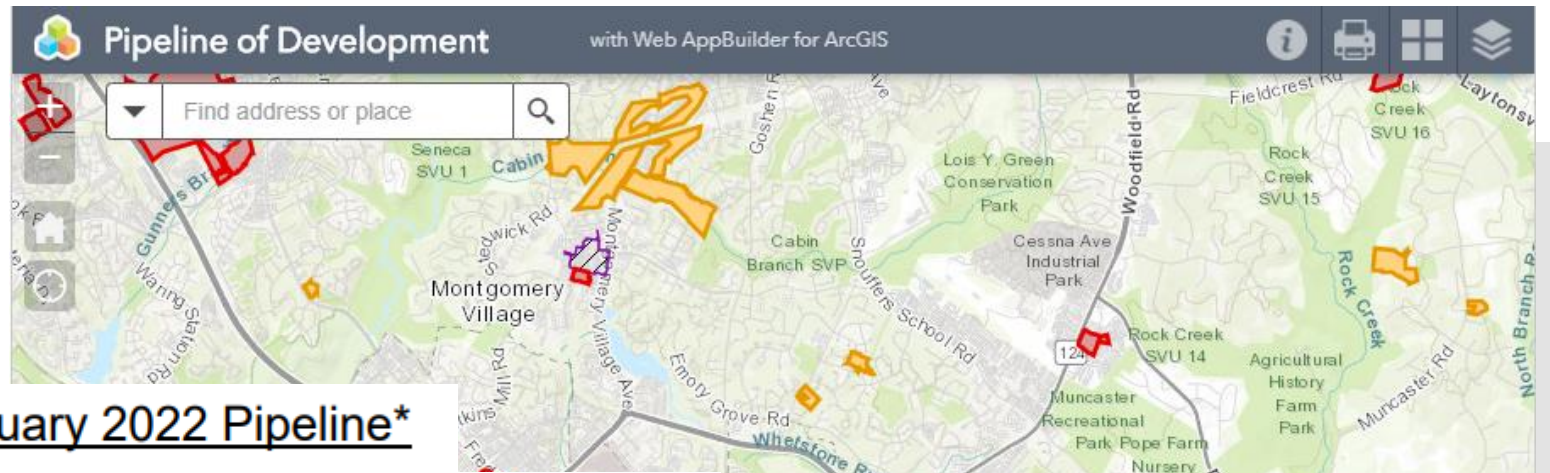 Pipeline of Development
with Web AppBuilder for ArcGIS
Find address or place
Ave
Goshen
Woodfield Rd
Fieldcrest Rd
Creek
SVU 16
Seneca
SVU 1
Cabin
Gunners
Lois Y. Green
Conservation
Park
Rock
Creek
SVU 15
Montgomery Village Ave
Cabin
Branch SVP
Snouffers School Rd
Cessna Ave
Industrial
Park
Rock Creek
North Branch
Montgomery
Village
Waring Station Rd
124
Rock Creek
SVU 14
Agricultural
History
Farm
Park
Muncaster Rd
Mill Rd
Emory Grove Rd
Muncaster
Recreational
Park
Pope Farm
Nursery
Whetstone
uary 2022 Pipeline*